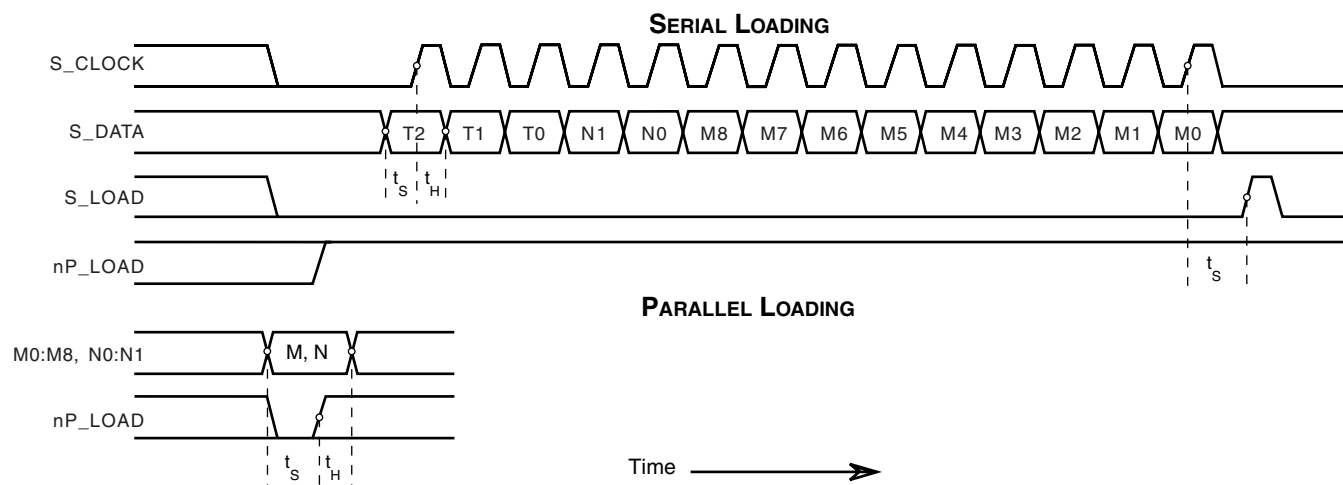 SERIAL LOADING
S_CLOCK
S_DATA T2 T1 T0 N1 N0 M8 M7 M6 M5 M4 M3 M2 M1 M0
tS tH
S_LOAD
nP_LOAD
tS
PARALLEL LOADING
M0:M8, N0:N1 M, N
nP_LOAD
tS tH
Time